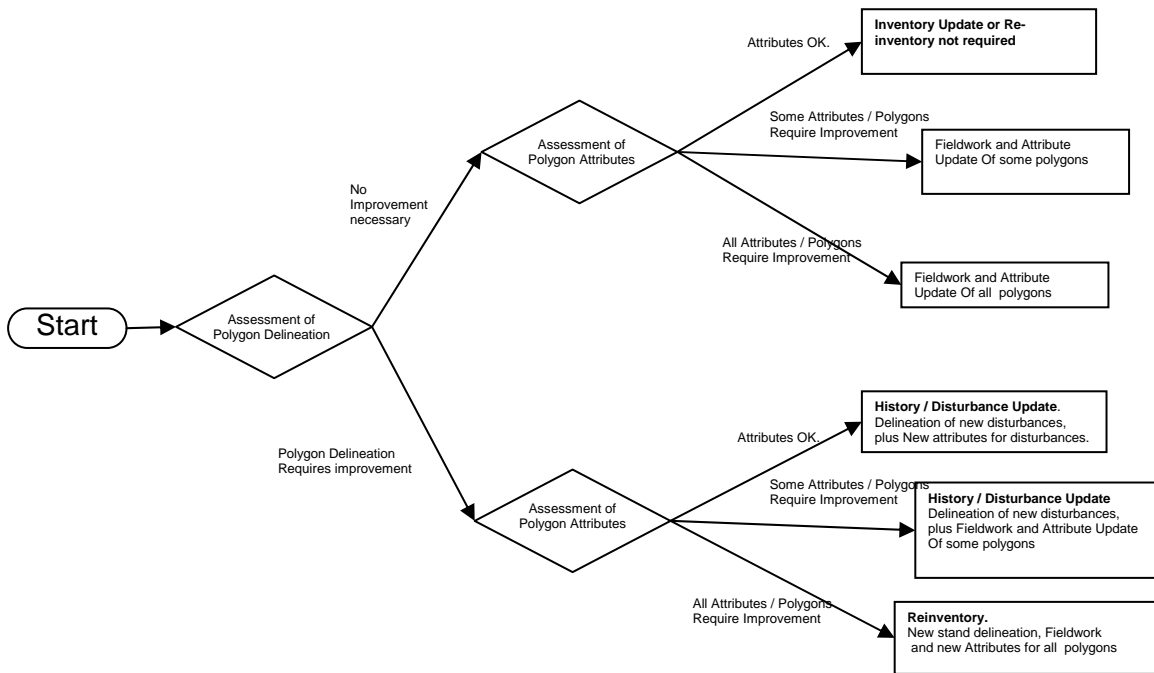 Inventory Update or Re-
inventory not required
Attributes OK.
Some Attributes / Polygons
Require Improvement
Assessment of
Polygon Attributes
Fieldwork and Attribute
Update Of some polygons
No
Improvement
necessary
All Attributes / Polygons
Require Improvement
Fieldwork and Attribute
Update Of all polygons
Start
Assessment of
Polygon Delineation
History / Disturbance Update.
Delineation of new disturbances,
plus New attributes for disturbances.
Attributes OK.
Polygon Delineation
Requires improvement
Some Attributes / Polygons
Require Improvement
History / Disturbance Update
Delineation of new disturbances,
plus Fieldwork and Attribute Update
Of some polygons
Assessment of
Polygon Attributes
All Attributes / Polygons
Require Improvement
Reinventory.
New stand delineation, Fieldwork
and new Attributes for all polygons